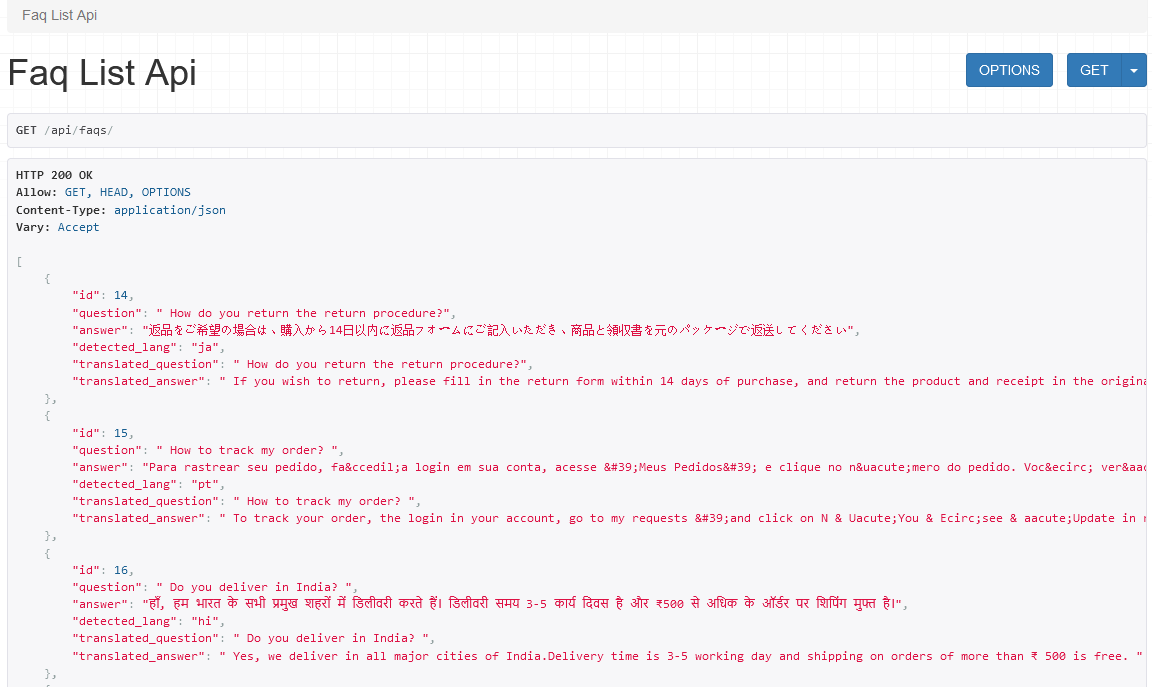 Faq List Api
Faq List Api
OPTIONS
GET
GET /api/faqs/
HTTP 200 OK
Allow: GET, HEAD, OPTIONS
Content-Type: application/json
Vary: Accept
[
{
"id": 14,
"question": " How do you return the return procedure?",
"answer": "返品をご希望の場合は、購入から14日以内に返品フォームにご記入いただき、商品と領収書を元のパッケージで返送してください",
"detected_lang": "ja",
"translated_question": " How do you return the return procedure?",
"translated_answer": " If you wish to return, please fill in the return form within 14 days of purchase, and return the product and receipt in the origina
},
{
"id": 15,
"question": " How to track my order? ",
"answer": "Para rastrear seu pedido, fa&ccedil;a login em sua conta, acesse &#39;Meus Pedidos&#39; e clique no n&uacute;mero do pedido. Voc&ecirc; ver&aac
"detected_lang": "pt",
"translated_question": " How to track my order? ",
"translated_answer": " To track your order, the login in your account, go to my requests &#39;and click on N & Uacute;You & Ecirc;see & aacute;Update in r
},
{
"id": 16,
"question": " Do you deliver in India? ",
"answer": "हाँ, हम भारत के सभी प्रमुख शहरों में डिलीवरी करते हैं। डिलीवरी समय 3-5 कार्य दिवस है और ₹500 से अधिक के ऑर्डर पर शिपिंग मुफ्त है।",
"detected_lang": "hi",
"translated_question": " Do you deliver in India? ",
"translated_answer": " Yes, we deliver in all major cities of India.Delivery time is 3-5 working day and shipping on orders of more than ₹ 500 is free. "
},